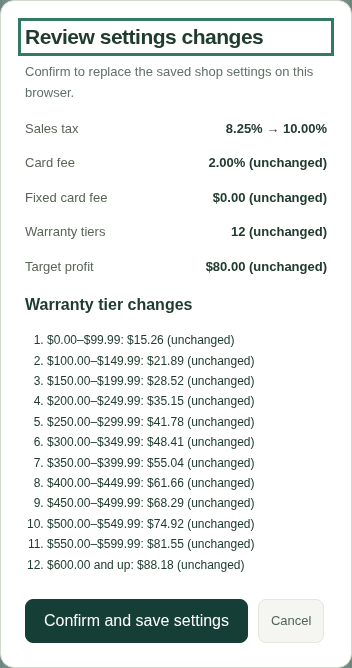 Review settings changes
Confirm to replace the saved shop settings on this
browser.
Sales tax 8.25% → 10.00%
Card fee 2.00% (unchanged)
Fixed card fee $0.00 (unchanged)
Warranty tiers 12 (unchanged)
Target profit $80.00 (unchanged)
Warranty tier changes
1. $0.00–$99.99: $15.26 (unchanged)
2. $100.00–$149.99: $21.89 (unchanged)
3. $150.00–$199.99: $28.52 (unchanged)
4. $200.00–$249.99: $35.15 (unchanged)
5. $250.00–$299.99: $41.78 (unchanged)
6. $300.00–$349.99: $48.41 (unchanged)
7. $350.00–$399.99: $55.04 (unchanged)
8. $400.00–$449.99: $61.66 (unchanged)
9. $450.00–$499.99: $68.29 (unchanged)
10. $500.00–$549.99: $74.92 (unchanged)
11. $550.00–$599.99: $81.55 (unchanged)
12. $600.00 and up: $88.18 (unchanged)
Confirm and save settings Cancel